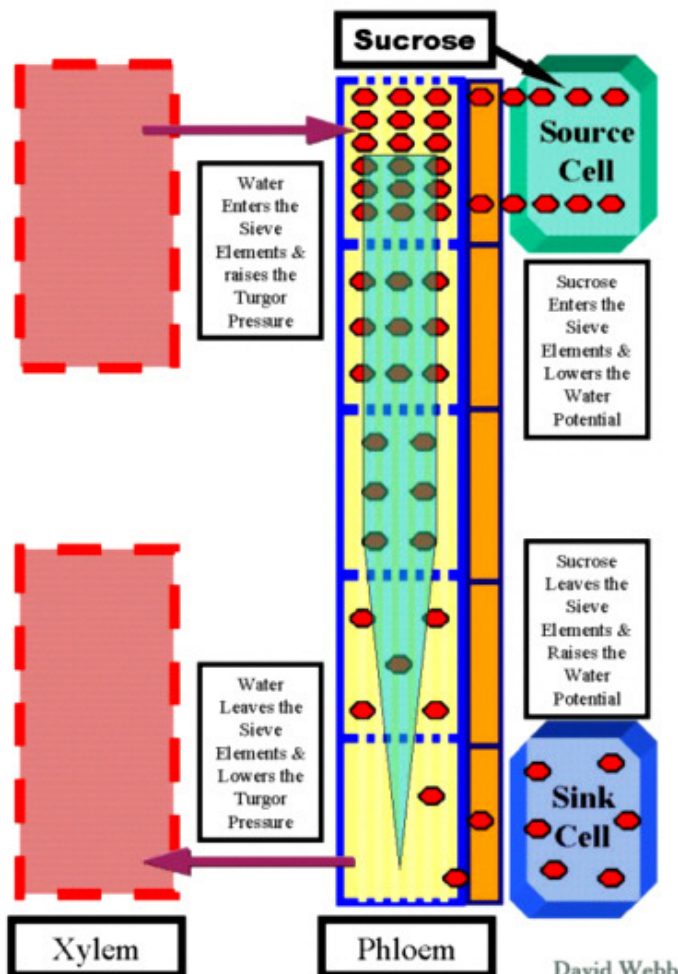 Sucrose
Source
Cell
Water
Enters the
Sieve
Elements &
raises the
Turgor
Pressure
Sucrose
Enters the
Sieve
Elements &
Lowers the
Water
Potential
Sucrose
Leaves the
Sieve
Elements &
Raises the
Water
Potential
Water
Leaves the
Sieve
Elements &
Lowers the
Turgor
Pressure
Sink
Cell
Xylem
Phloem
David Webb